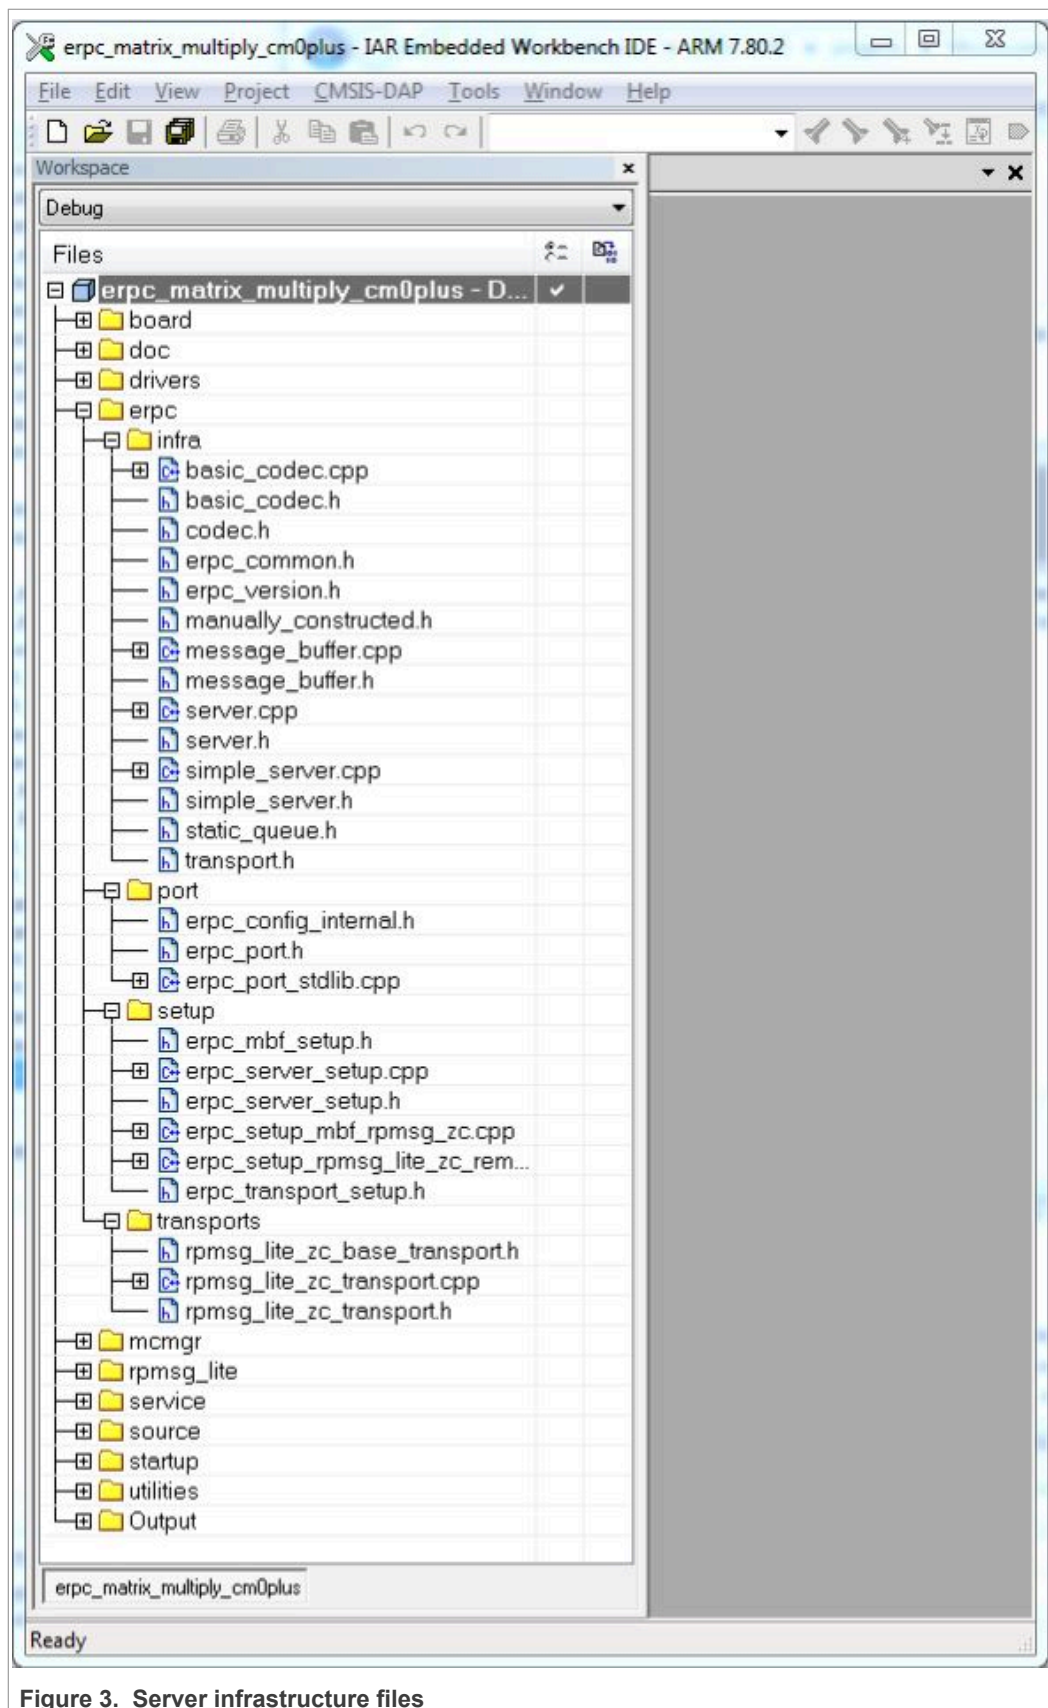 erpc_matrix_multiply_cm0plus - IAR Embedded Workbench IDE - ARM 7.80.2
File Edit View Project CMSIS-DAP Tools Window Help
Workspace
Debug
Files
erpc_matrix_multiply_cm0plus - D...
board
doc
drivers
erpc
infra
basic_codec.cpp
basic_codec.h
codec.h
erpc_common.h
erpc_version.h
manually_constructed.h
message_buffer.cpp
message_buffer.h
server.cpp
server.h
simple_server.cpp
simple_server.h
static_queue.h
transport.h
port
erpc_config_internal.h
erpc_port.h
erpc_port_stdlib.cpp
setup
erpc_mbf_setup.h
erpc_server_setup.cpp
erpc_server_setup.h
erpc_setup_mbf_rpmsg_zc.cpp
erpc_setup_rpmsg_lite_zc_rem...
erpc_transport_setup.h
transports
rpmsg_lite_zc_base_transport.h
rpmsg_lite_zc_transport.cpp
rpmsg_lite_zc_transport.h
mcmgr
rpmsg_lite
service
source
startup
utilities
Output
erpc_matrix_multiply_cm0plus
Ready
Figure 3. Server infrastructure files